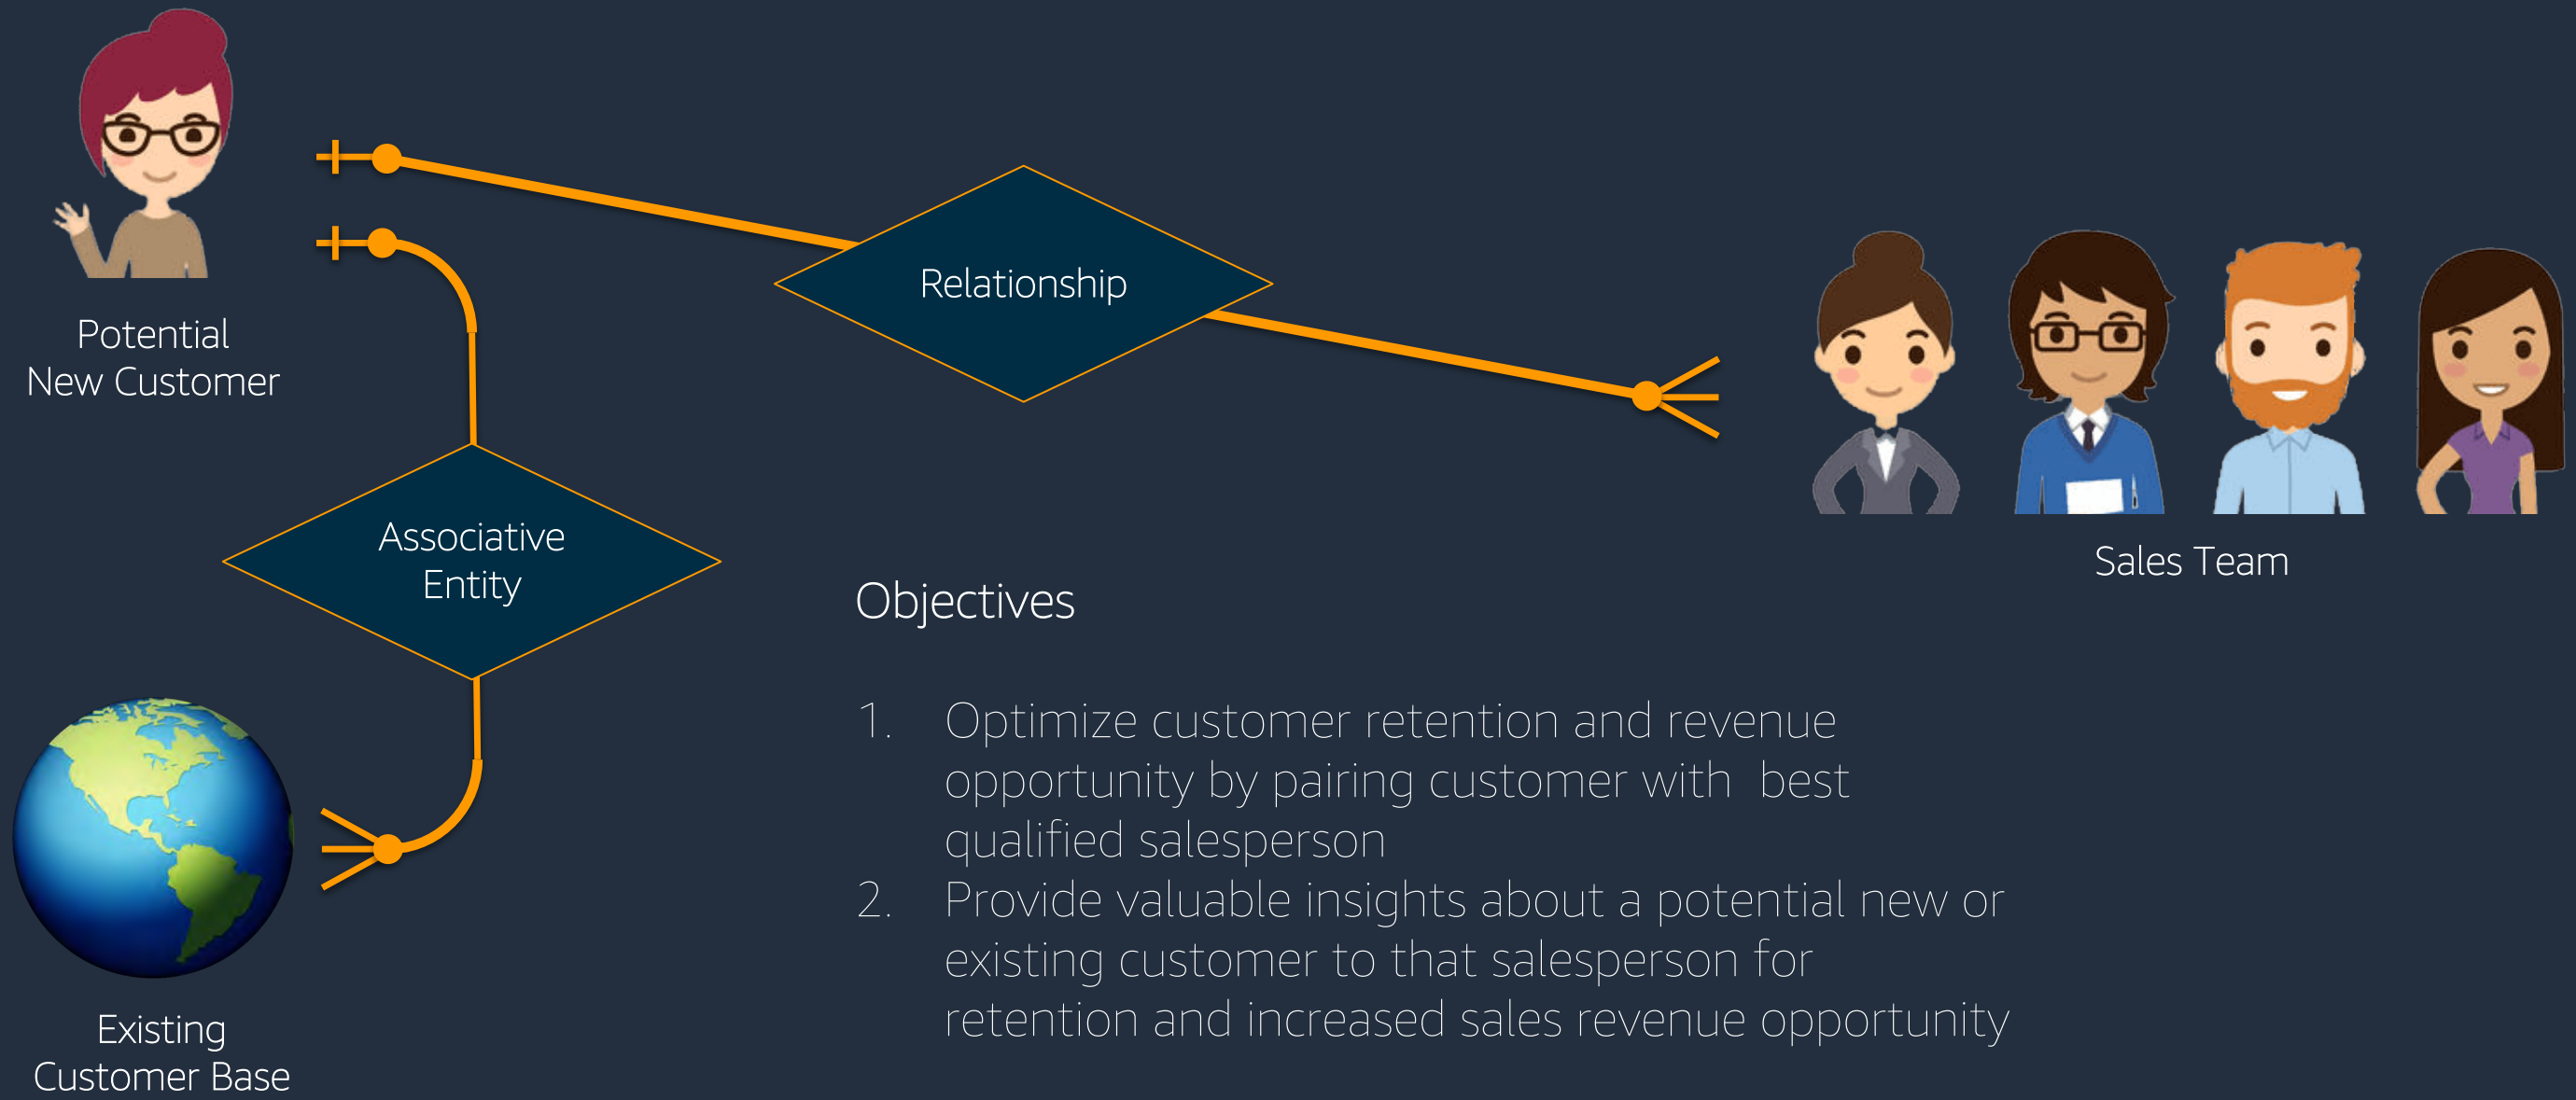 Potential
New Customer
Relationship
Associative
Entity
Sales Team
Existing
Customer Base
Objectives
1. Optimize customer retention and revenue
opportunity by pairing customer with  best
qualified salesperson
2. Provide valuable insights about a potential new or
existing customer to that salesperson for
retention and increased sales revenue opportunity